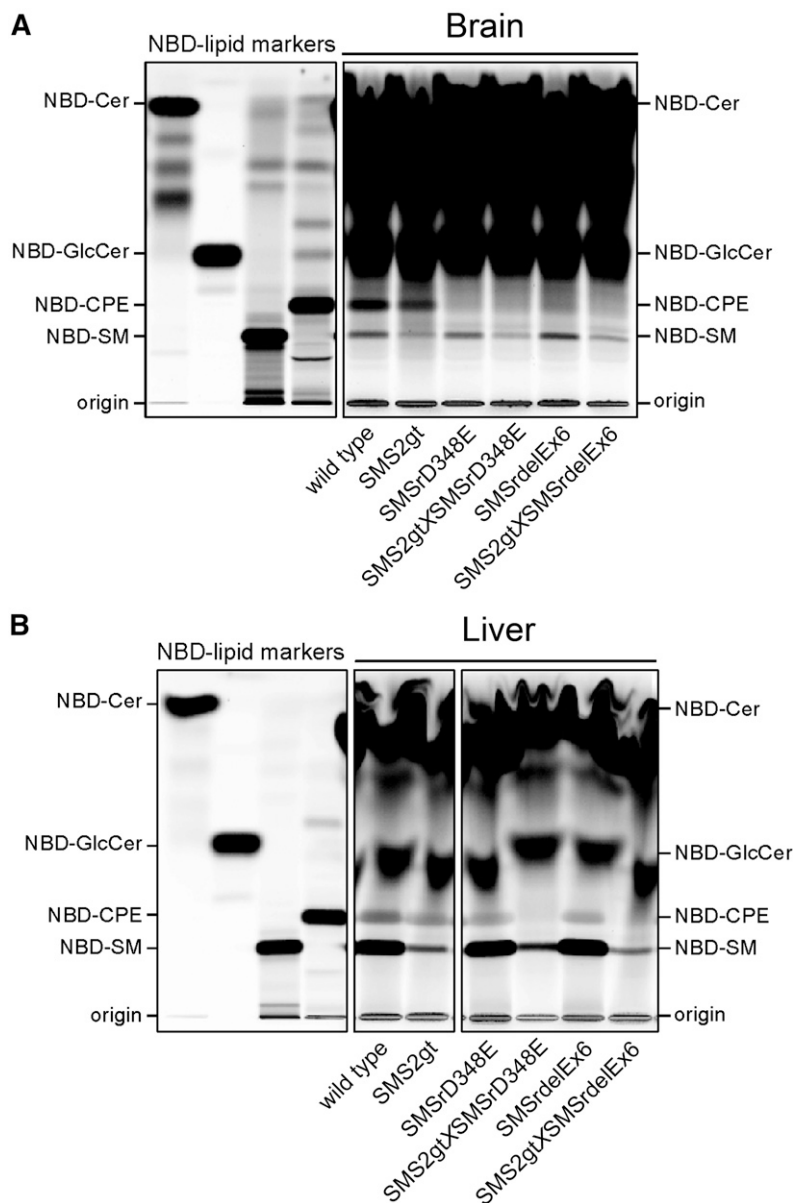 A
Brain
NBD-lipid markers
NBD-Cer
NBD-Cer
NBD-GlcCer
NBD-GlcCer
NBD-CPE
NBD-CPE
NBD-SM
NBD-SM
origin
origin
wild type
SMS2gt
SMSrD348E
SMS2gtXSMSrD348E
SMSrdelEx6
SMS2gtXSMSrdelEx6
B
Liver
NBD-lipid markers
NBD-Cer
NBD-Cer
NBD-GlcCer
NBD-GlcCer
NBD-CPE
NBD-CPE
NBD-SM
NBD-SM
origin
origin
wild type
SMS2gt
SMSrD348E
SMS2gtXSMSrD348E
SMSrdelEx6
SMS2gtXSMSrdelEx6